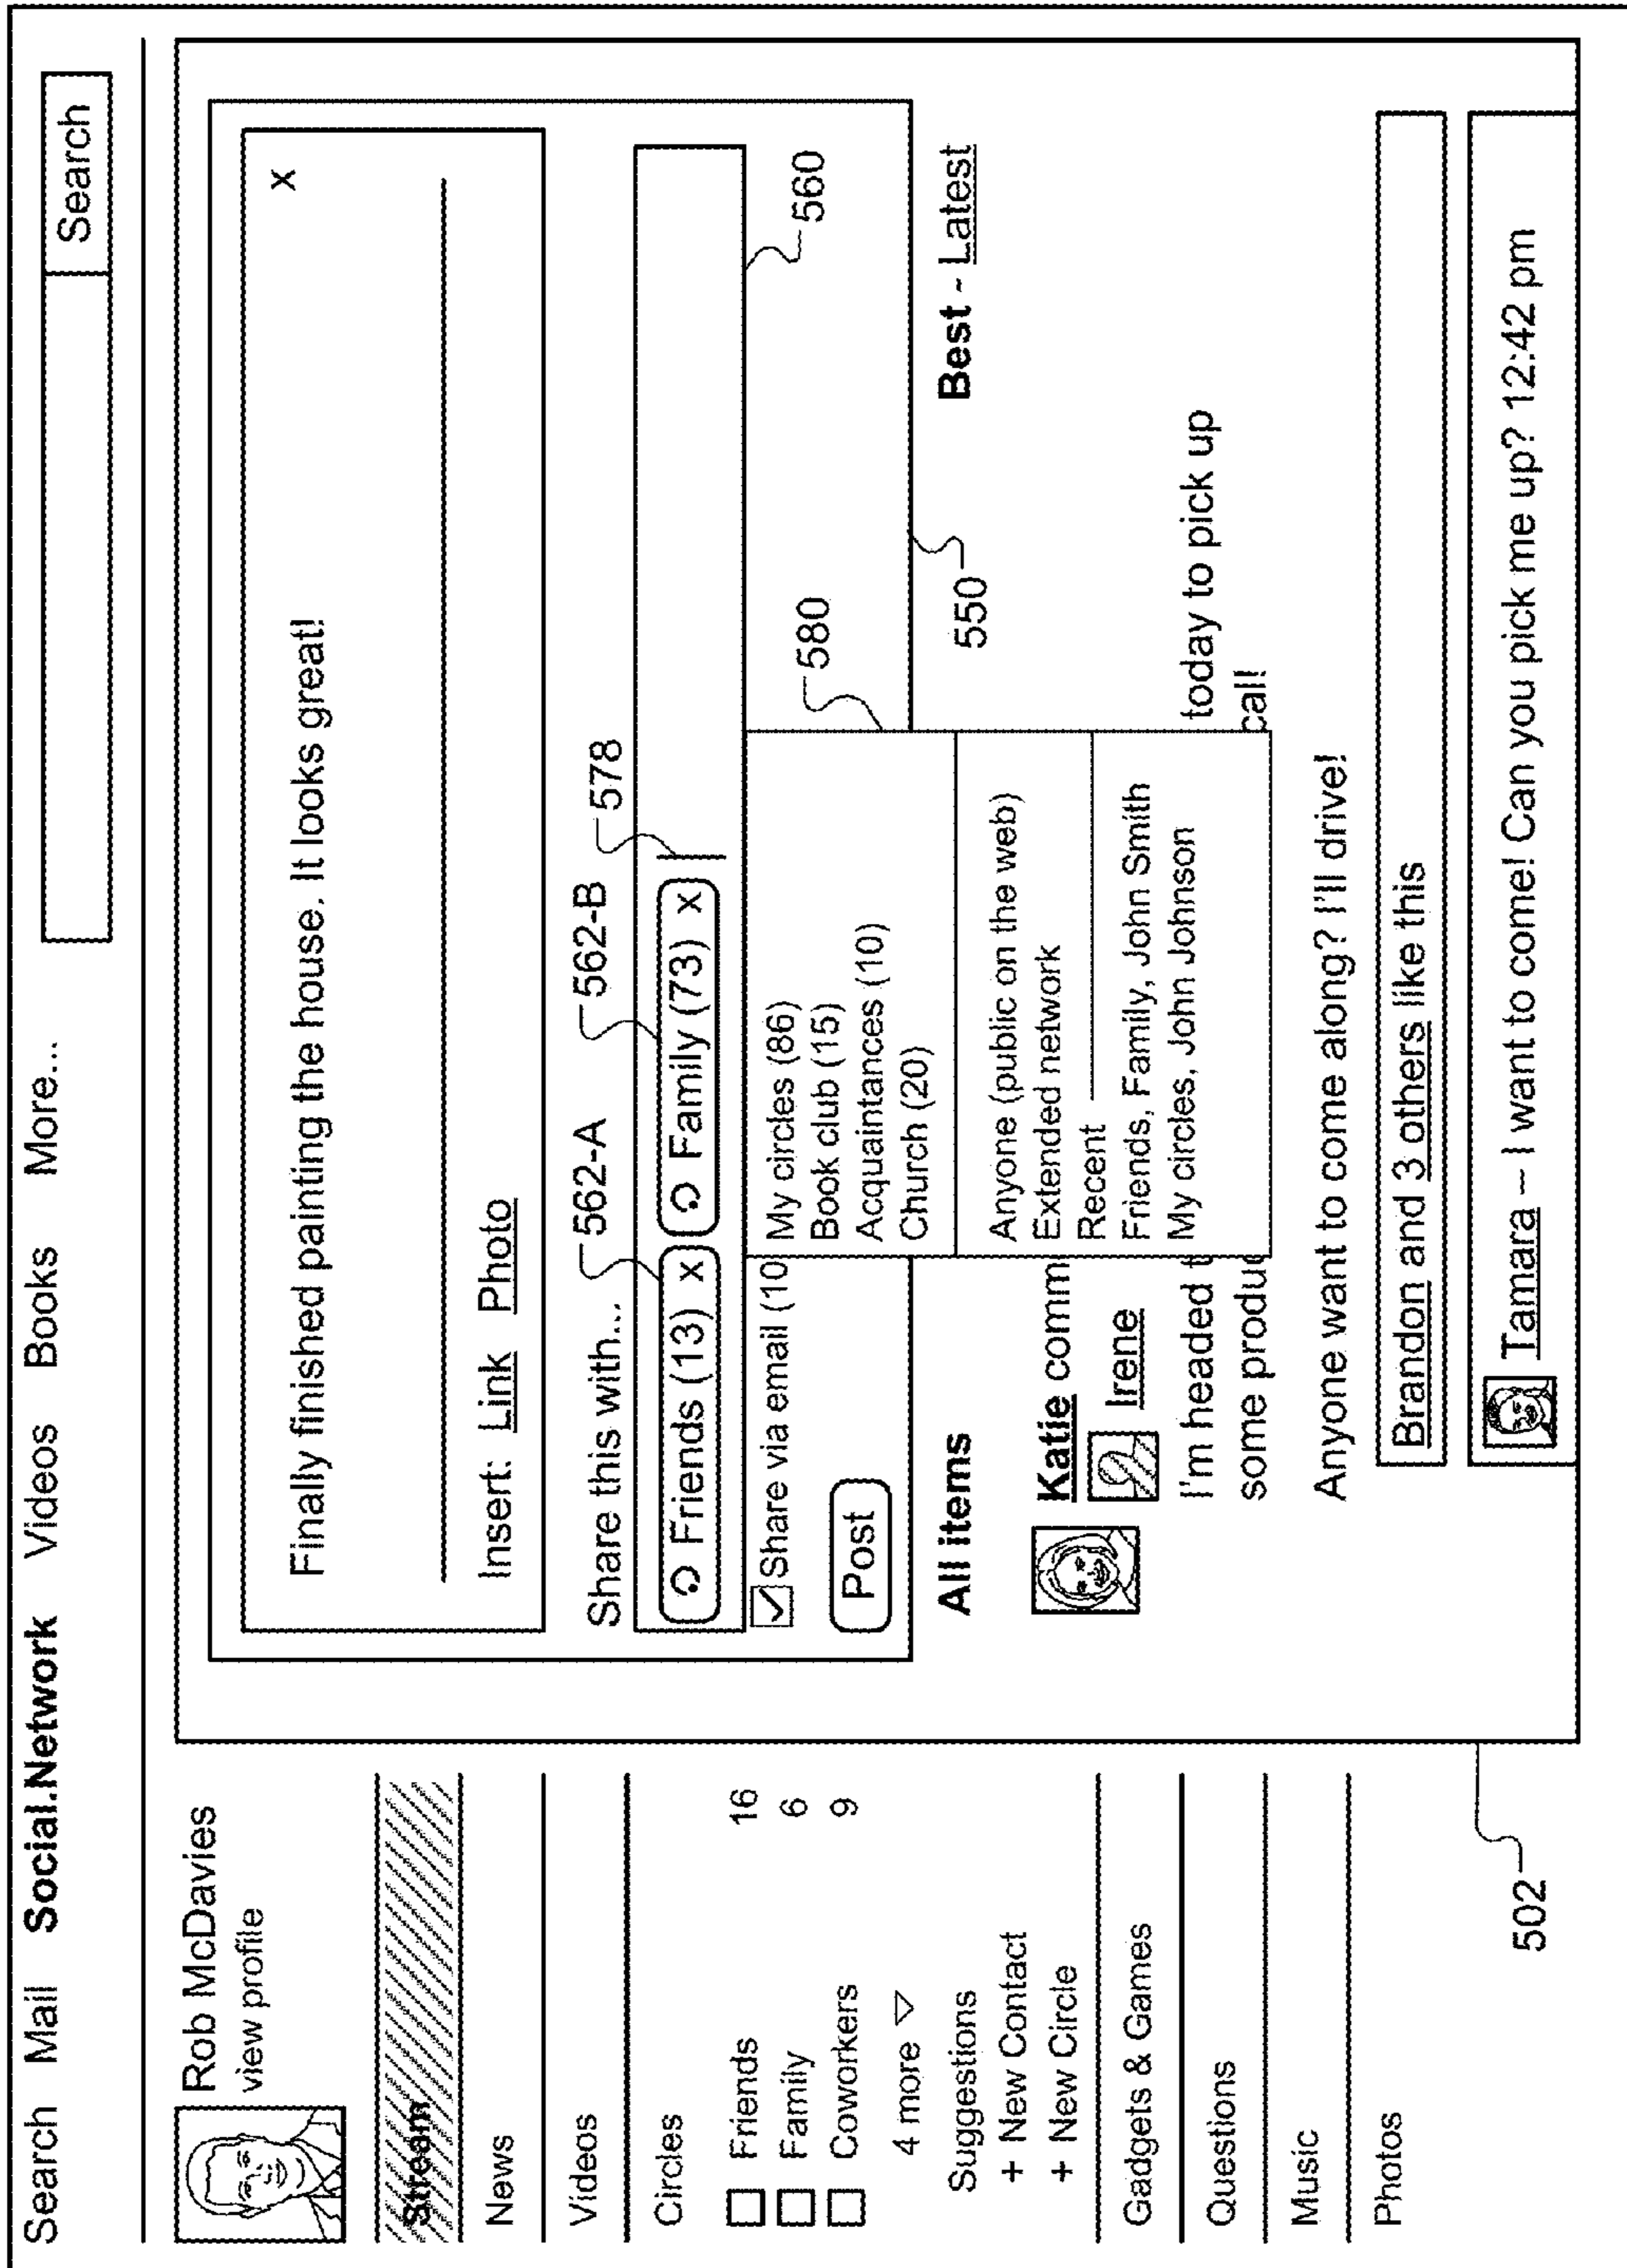 Search Mail Social.Network Videos Books More...
Search
Rob McDavies
view profile
Stream
News
Videos
Circles
Friends 16
Family 6
Coworkers 9
4 more
Suggestions
+ New Contact
+ New Circle
Gadgets & Games
Questions
Music
Photos
502
x
Finally finished painting the house. It looks great!
Insert: Link Photo
Share this with...
562-A
562-B
578
Friends (13) x
Family (73) x
560
Share via email (10
Post
580
550
My circles (86)
Book club (15)
Acquaintances (10)
Church (20)
Anyone (public on the web)
Extended network
Recent
Friends, Family, John Smith
My circles, John Johnson
All items
Best - Latest
Katie comm
Irene
I'm headed t today to pick up
some produc call!
Anyone want to come along? I'll drive!
Brandon and 3 others like this
Tamara – I want to come! Can you pick me up? 12:42 pm